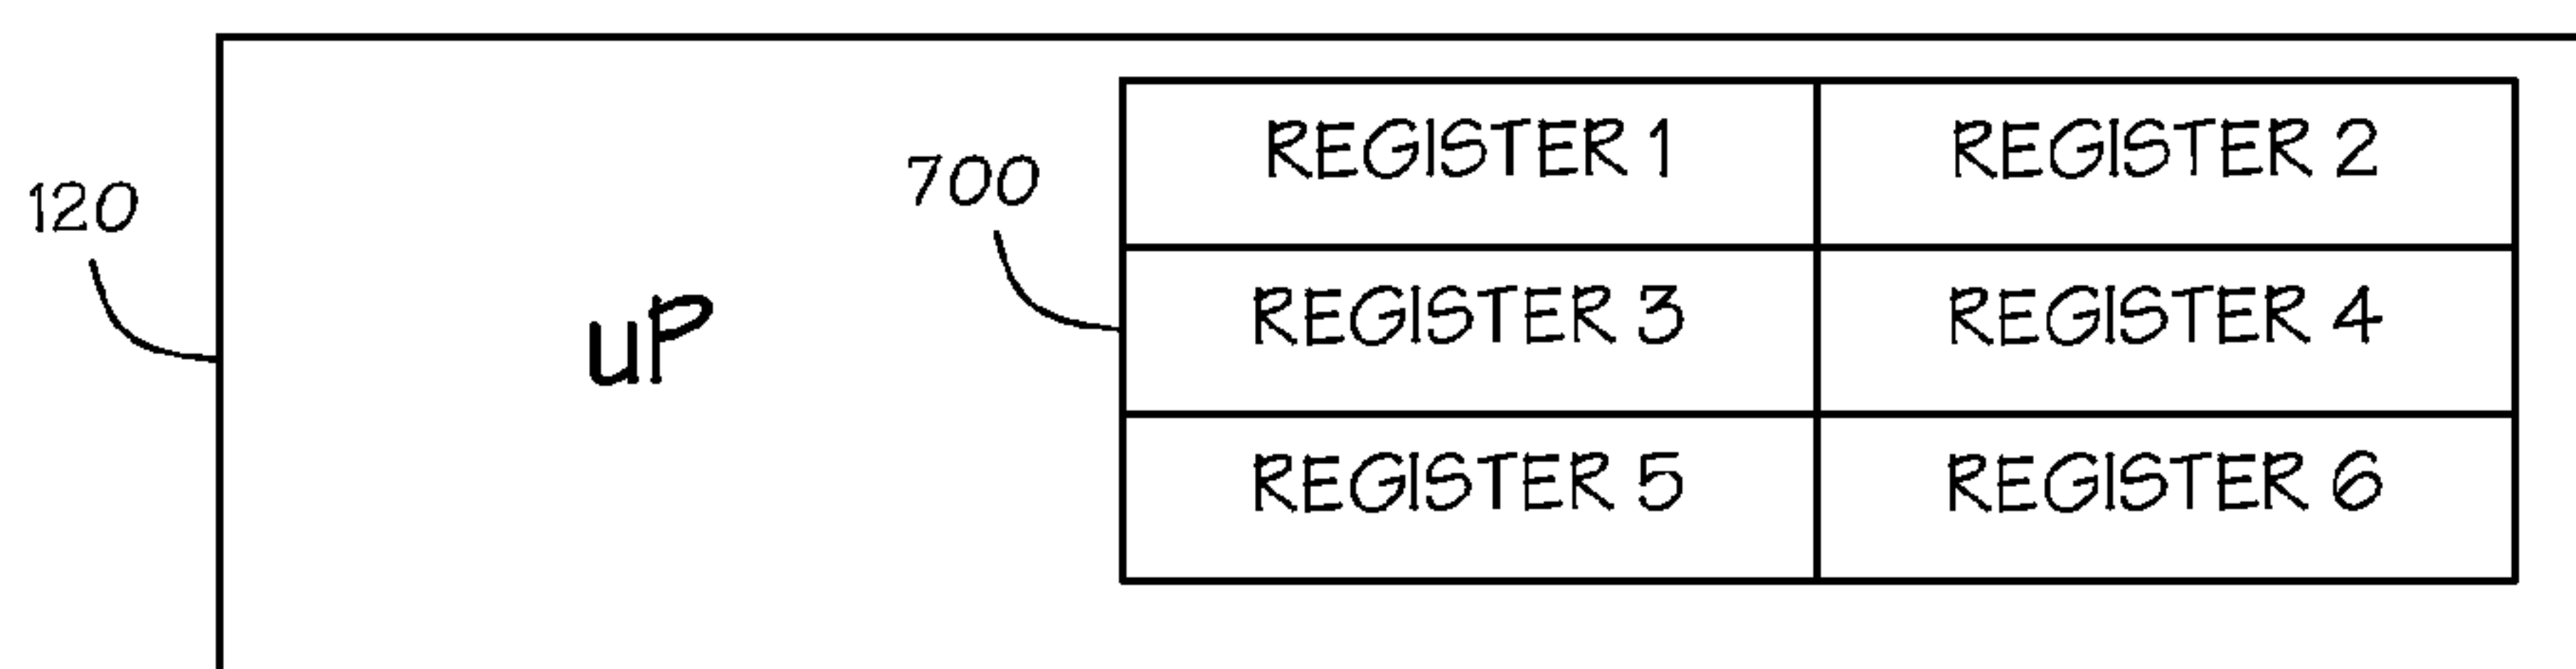 REGISTER 1 REGISTER 2
700
120
REGISTER 3 REGISTER 4
uP
REGISTER 5 REGISTER 6